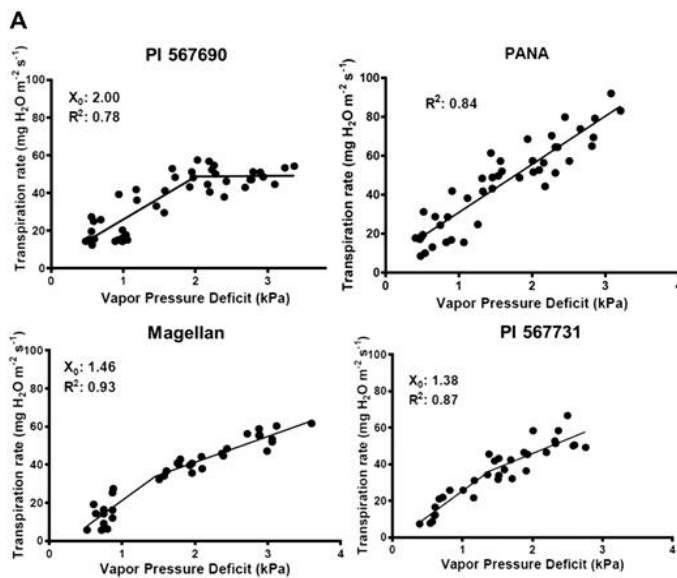 A
PI 567690
Transpiration rate (mg H₂O m⁻² s⁻¹)
100
80
60
40
20
0
X₀: 2.00
R²: 0.78
0
1
2
3
Vapor Pressure Deficit (kPa)
PANA
Transpiration rate (mg H₂O m⁻² s⁻¹)
100
80
60
40
20
0
R²: 0.84
0
1
2
3
4
Vapor Pressure Deficit (kPa)
Magellan
Transpiration rate (mg H₂O m⁻² s⁻¹)
100
80
60
40
20
0
X₀: 1.46
R²: 0.93
0
1
2
3
4
Vapor Pressure Deficit (kPa)
PI 567731
Transpiration rate (mg H₂O m⁻² s⁻¹)
100
80
60
40
20
0
X₀: 1.38
R²: 0.87
0
1
2
3
4
Vapor Pressure Deficit (kPa)